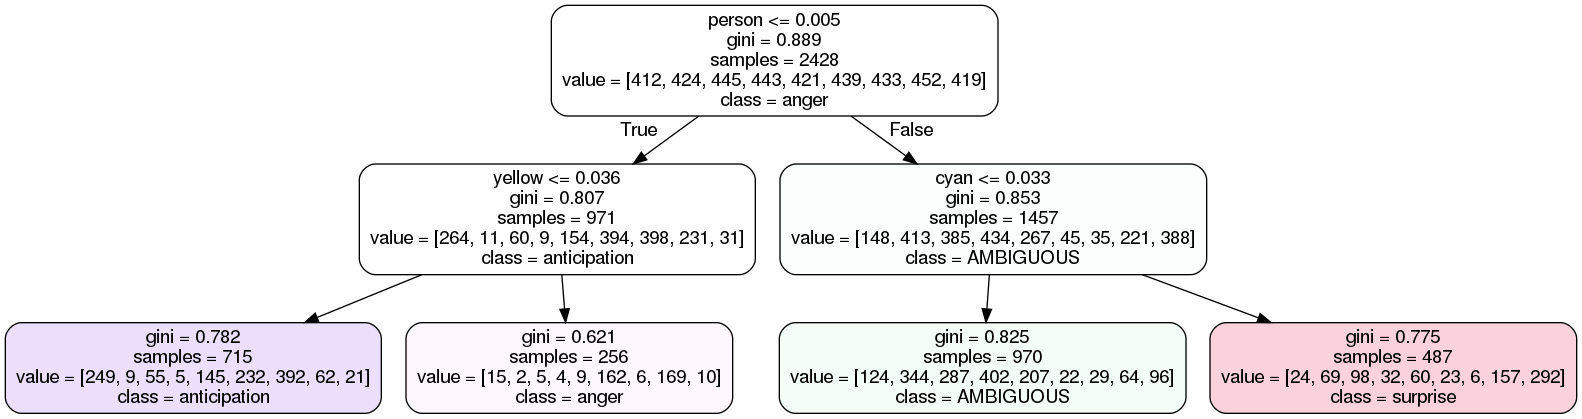 person <= 0.005
gini = 0.889
samples = 2428
value = [412, 424, 445, 443, 421, 439, 433, 452, 419]
class = anger
True
False
yellow <= 0.036
gini = 0.807
samples = 971
value = [264, 11, 60, 9, 154, 394, 398, 231, 31]
class = anticipation
cyan <= 0.033
gini = 0.853
samples = 1457
value = [148, 413, 385, 434, 267, 45, 35, 221, 388]
class = AMBIGUOUS
gini = 0.782
samples = 715
value = [249, 9, 55, 5, 145, 232, 392, 62, 21]
class = anticipation
gini = 0.621
samples = 256
value = [15, 2, 5, 4, 9, 162, 6, 169, 10]
class = anger
gini = 0.825
samples = 970
value = [124, 344, 287, 402, 207, 22, 29, 64, 96]
class = AMBIGUOUS
gini = 0.775
samples = 487
value = [24, 69, 98, 32, 60, 23, 6, 157, 292]
class = surprise